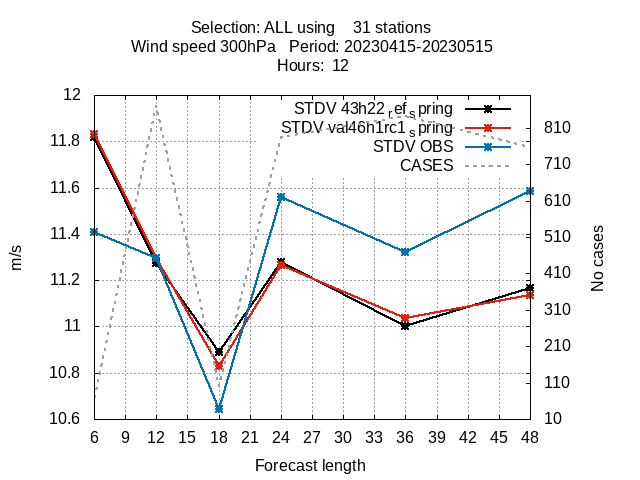 Selection: ALL using    31 stations
Wind speed 300hPa   Period: 20230415-20230515
Hours:  12
STDV 43h22ref spring
STDV val46h1rc1spring
STDV OBS
CASES
12
11.8
11.6
11.4
11.2
11
10.8
10.6
m/s
810
710
610
510
410
310
210
110
10
No cases
6 9 12 15 18 21 24 27 30 33 36 39 42 45 48
Forecast length